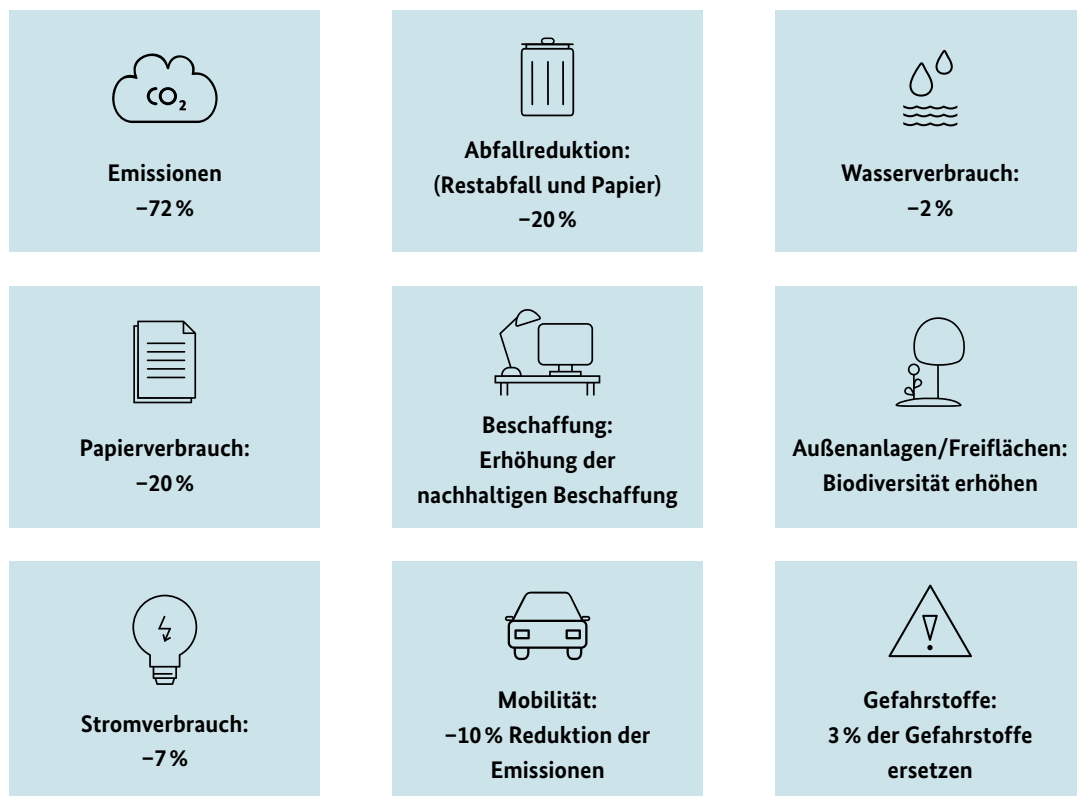 CO₂
Emissionen
−72 %
Abfallreduktion:
(Restabfall und Papier)
−20 %
Wasserverbrauch:
−2 %
Papierverbrauch:
−20 %
Beschaffung:
Erhöhung der
nachhaltigen Beschaffung
Außenanlagen/Freiflächen:
Biodiversität erhöhen
Stromverbrauch:
−7 %
Mobilität:
−10 % Reduktion der
Emissionen
Gefahrstoffe:
3 % der Gefahrstoffe
ersetzen